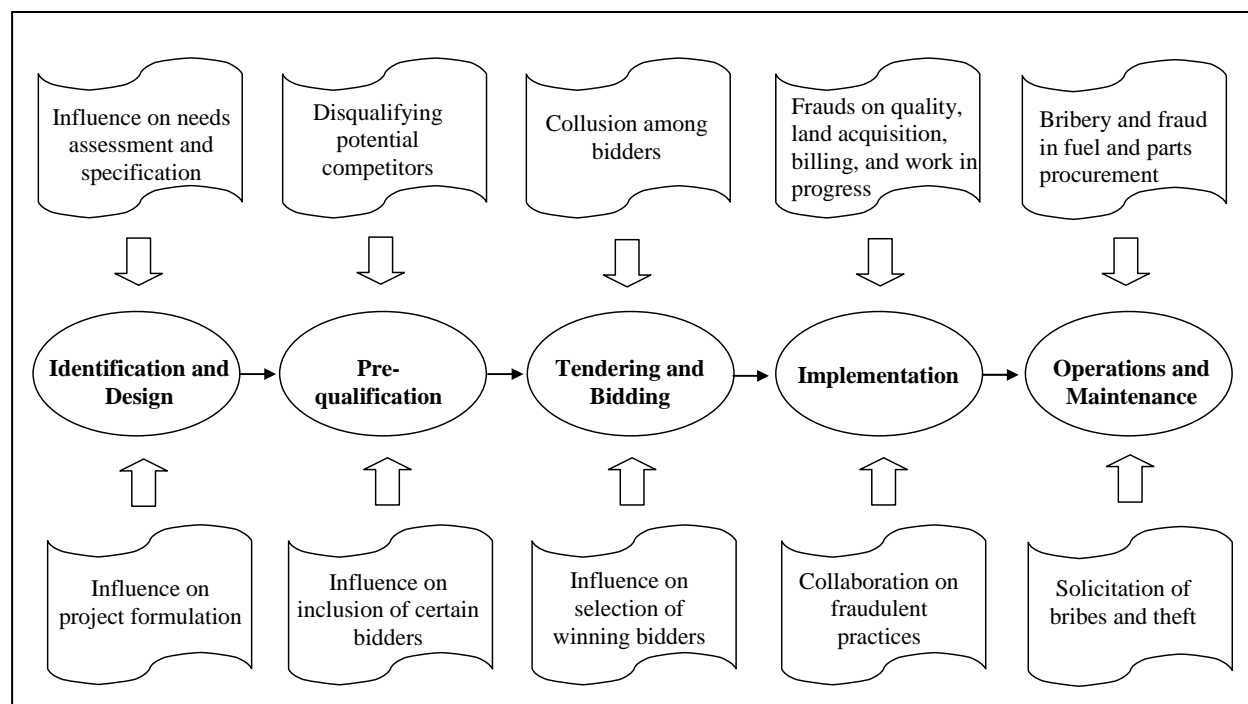 Influence on needs
assessment and
specification
Disqualifying
potential
competitors
Collusion among
bidders
Frauds on quality,
land acquisition,
billing, and work in
progress
Bribery and fraud
in fuel and parts
procurement
Identification and
Design
Pre-
qualification
Tendering and
Bidding
Implementation
Operations and
Maintenance
Influence on
project formulation
Influence on
inclusion of certain
bidders
Influence on
selection of
winning bidders
Collaboration on
fraudulent
practices
Solicitation of
bribes and theft